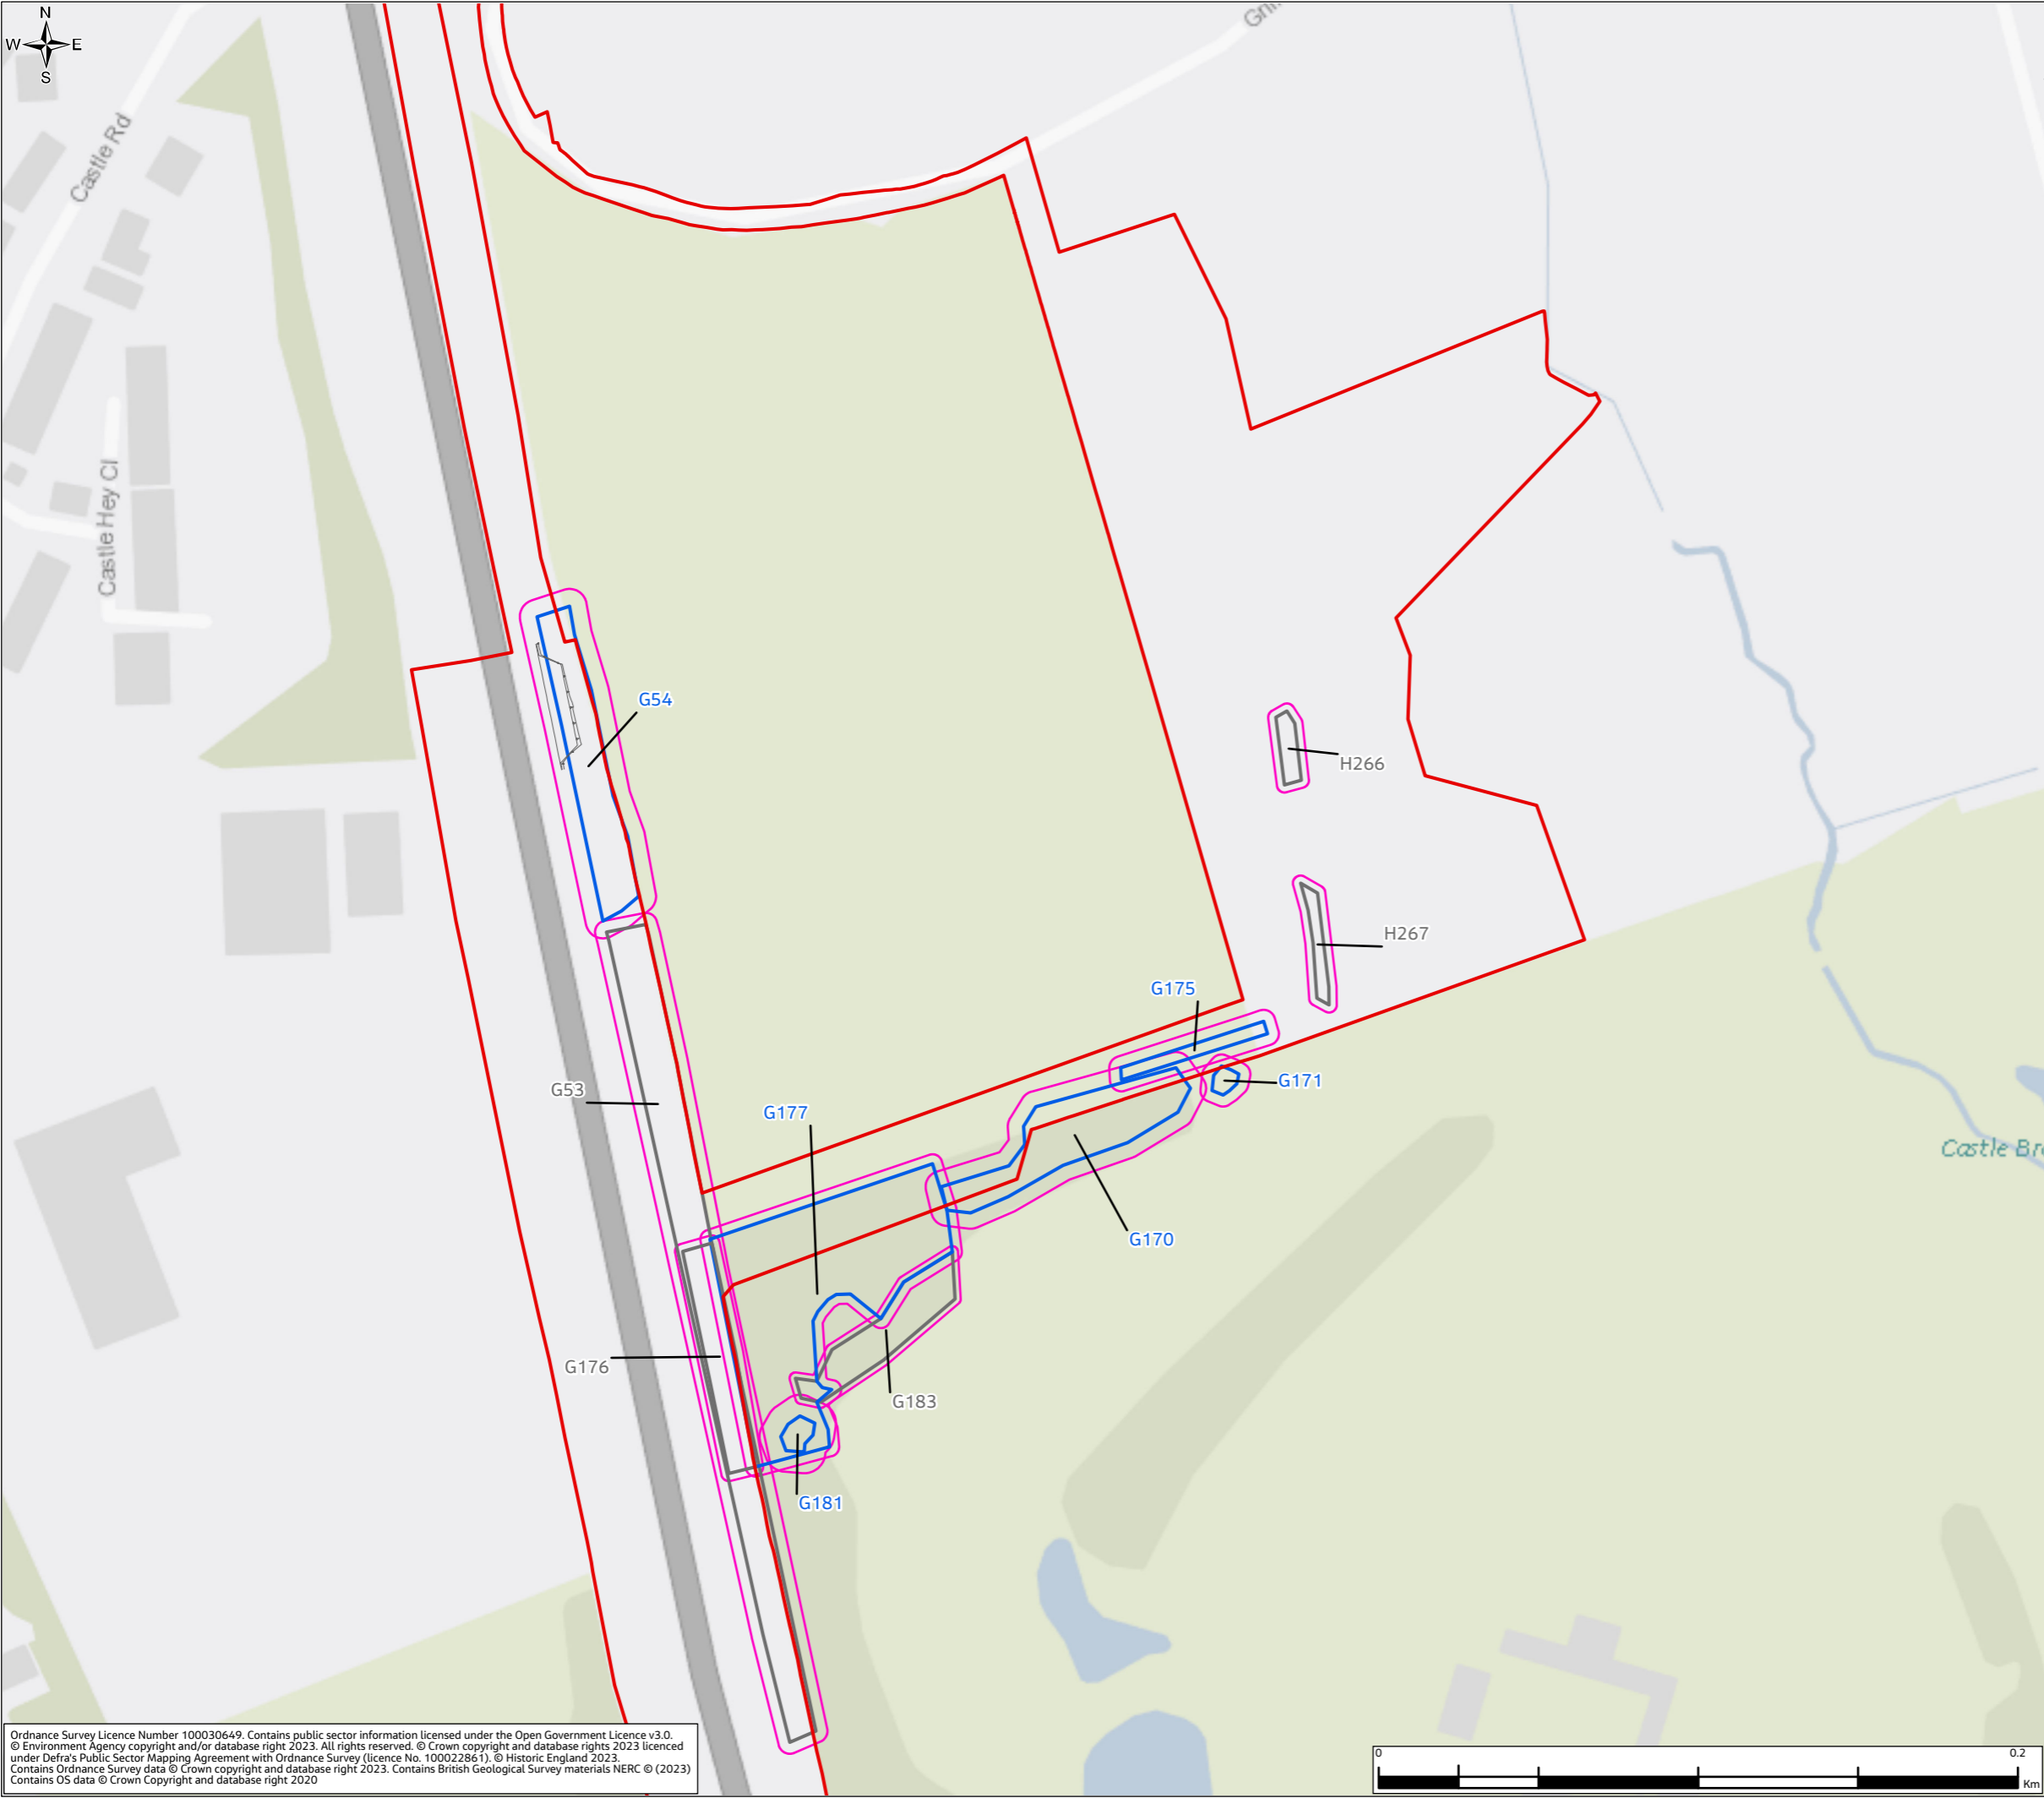 N
W E
S
Castle Rd
Castle Hey Cl
G54
H266
H267
G175
G171
G53
G177
G170
G176
G183
G181
Castle Br
Ordnance Survey Licence Number 100030649. Contains public sector information licensed under the Open Government Licence v3.0.
© Environment Agency copyright and/or database right 2023. All rights reserved. © Crown copyright and database rights 2023 licenced
under Defra's Public Sector Mapping Agreement with Ordnance Survey (licence No. 100022861). © Historic England 2023.
Contains Ordnance Survey data © Crown copyright and database right 2023. Contains British Geological Survey materials NERC © (2023)
Contains OS data © Crown Copyright and database right 2020
0 0.2
Km